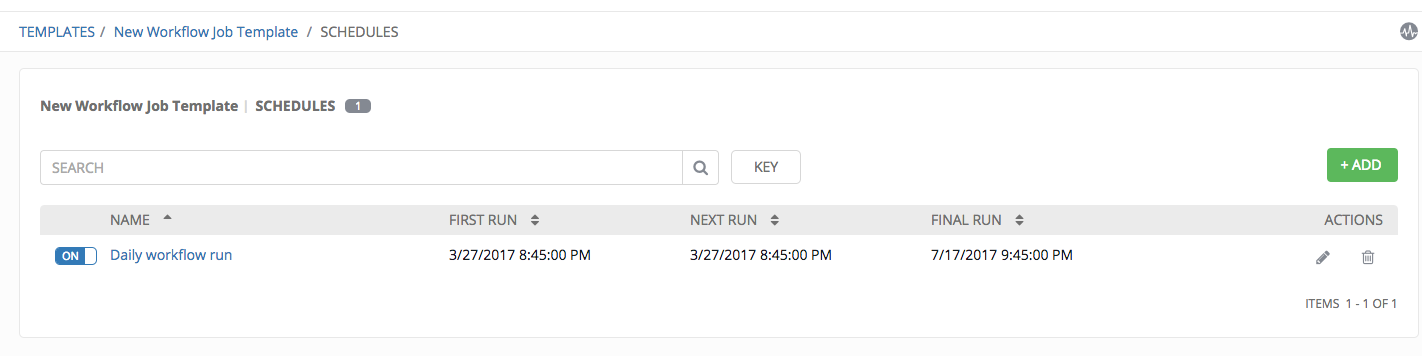 TEMPLATES / New Workflow Job Template / SCHEDULES
New Workflow Job Template | SCHEDULES 1
SEARCH KEY + ADD
NAME FIRST RUN NEXT RUN FINAL RUN ACTIONS
ON Daily workflow run 3/27/2017 8:45:00 PM 3/27/2017 8:45:00 PM 7/17/2017 9:45:00 PM
ITEMS 1 - 1 OF 1